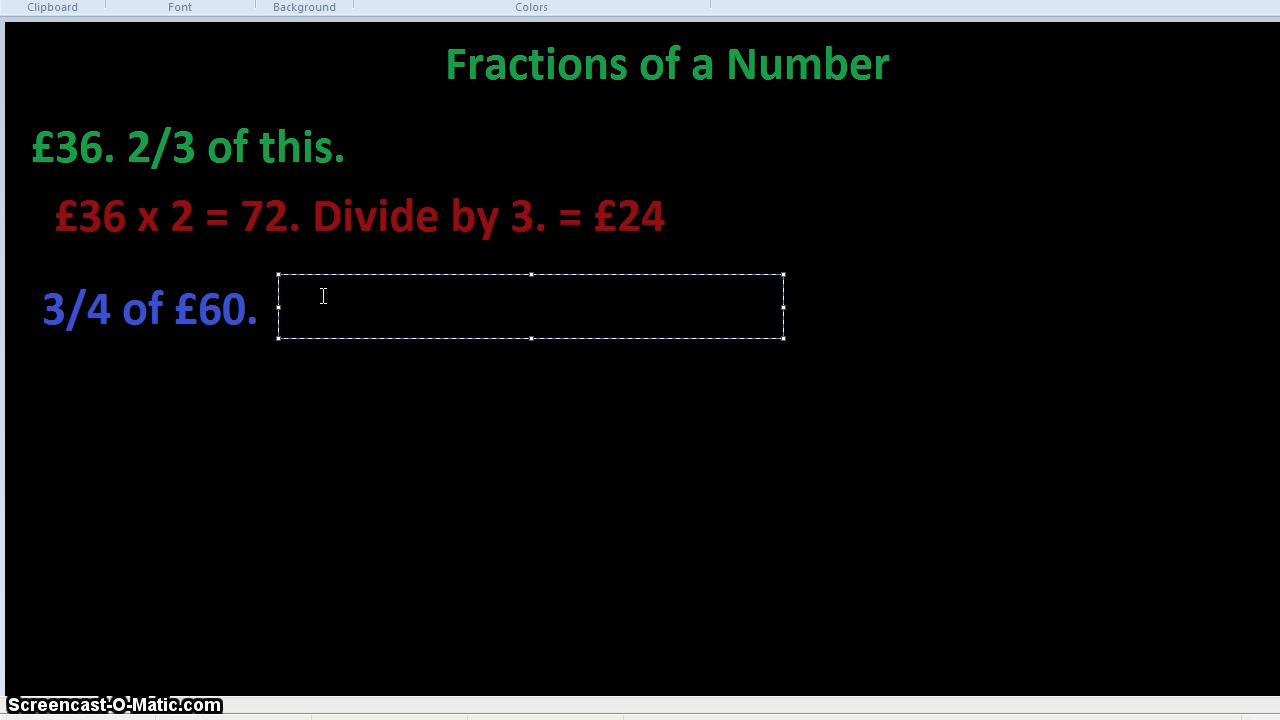 Clipboard Font Background Colors
Fractions of a Number
£36. 2/3 of this.
£36 x 2 = 72. Divide by 3. = £24
3/4 of £60.
Screencast-O-Matic.com